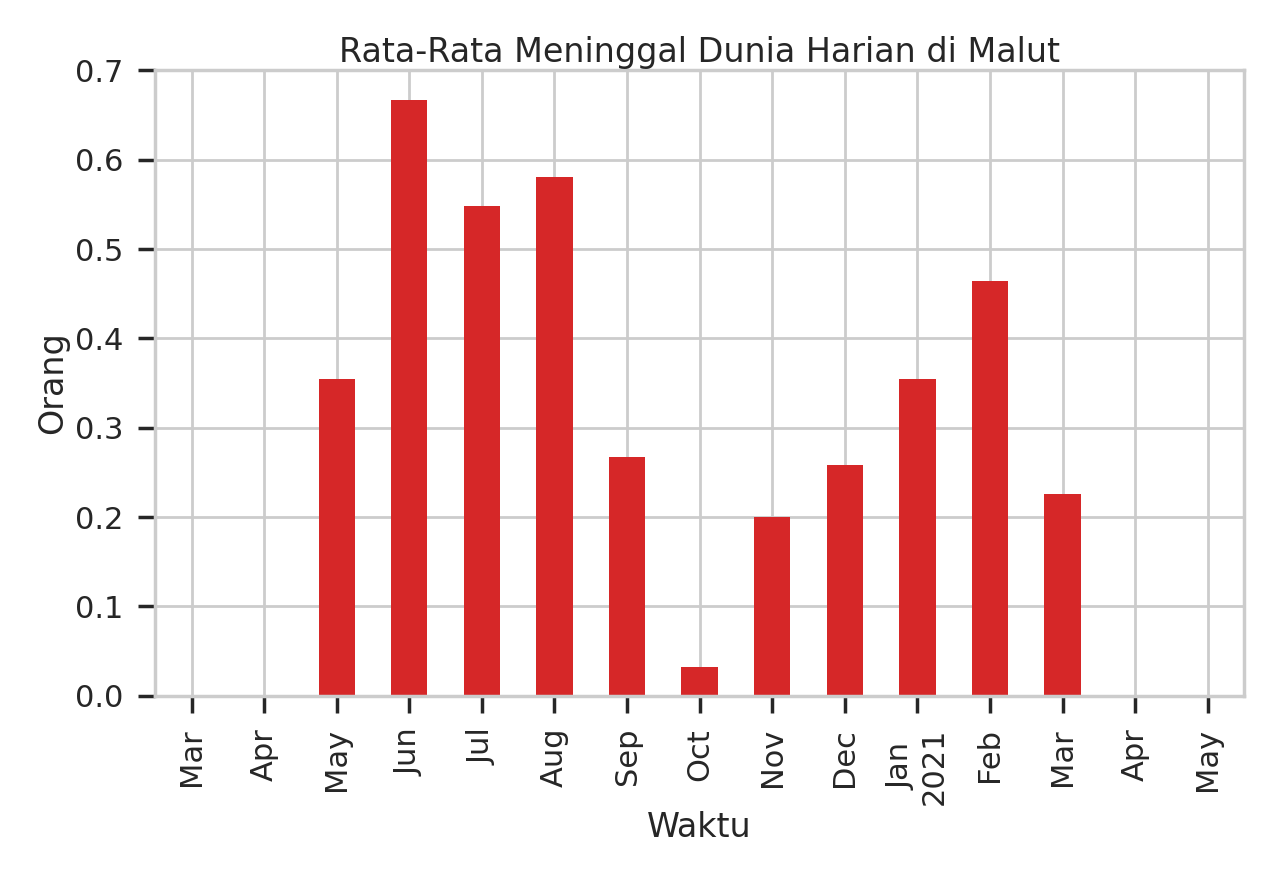 Rata-Rata Meninggal Dunia Harian di Malut
0.7
0.6
0.5
0.4
0.3
0.2
0.1
0.0
Orang
Mar
Apr
May
Jun
Jul
Aug
Sep
Oct
Nov
Dec
Jan
2021
Feb
Mar
Apr
May
Waktu